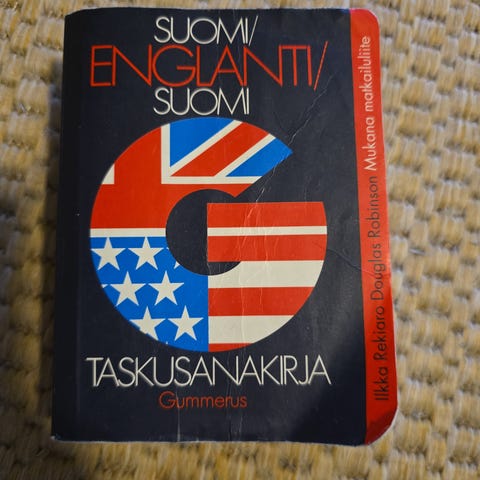 SUOMI/
ENGLANTI/
SUOMI
G
TASKUSANAKIRJA
Gummerus
Ilkka Rekiaro Douglas Robinson Mukana matkailuliite